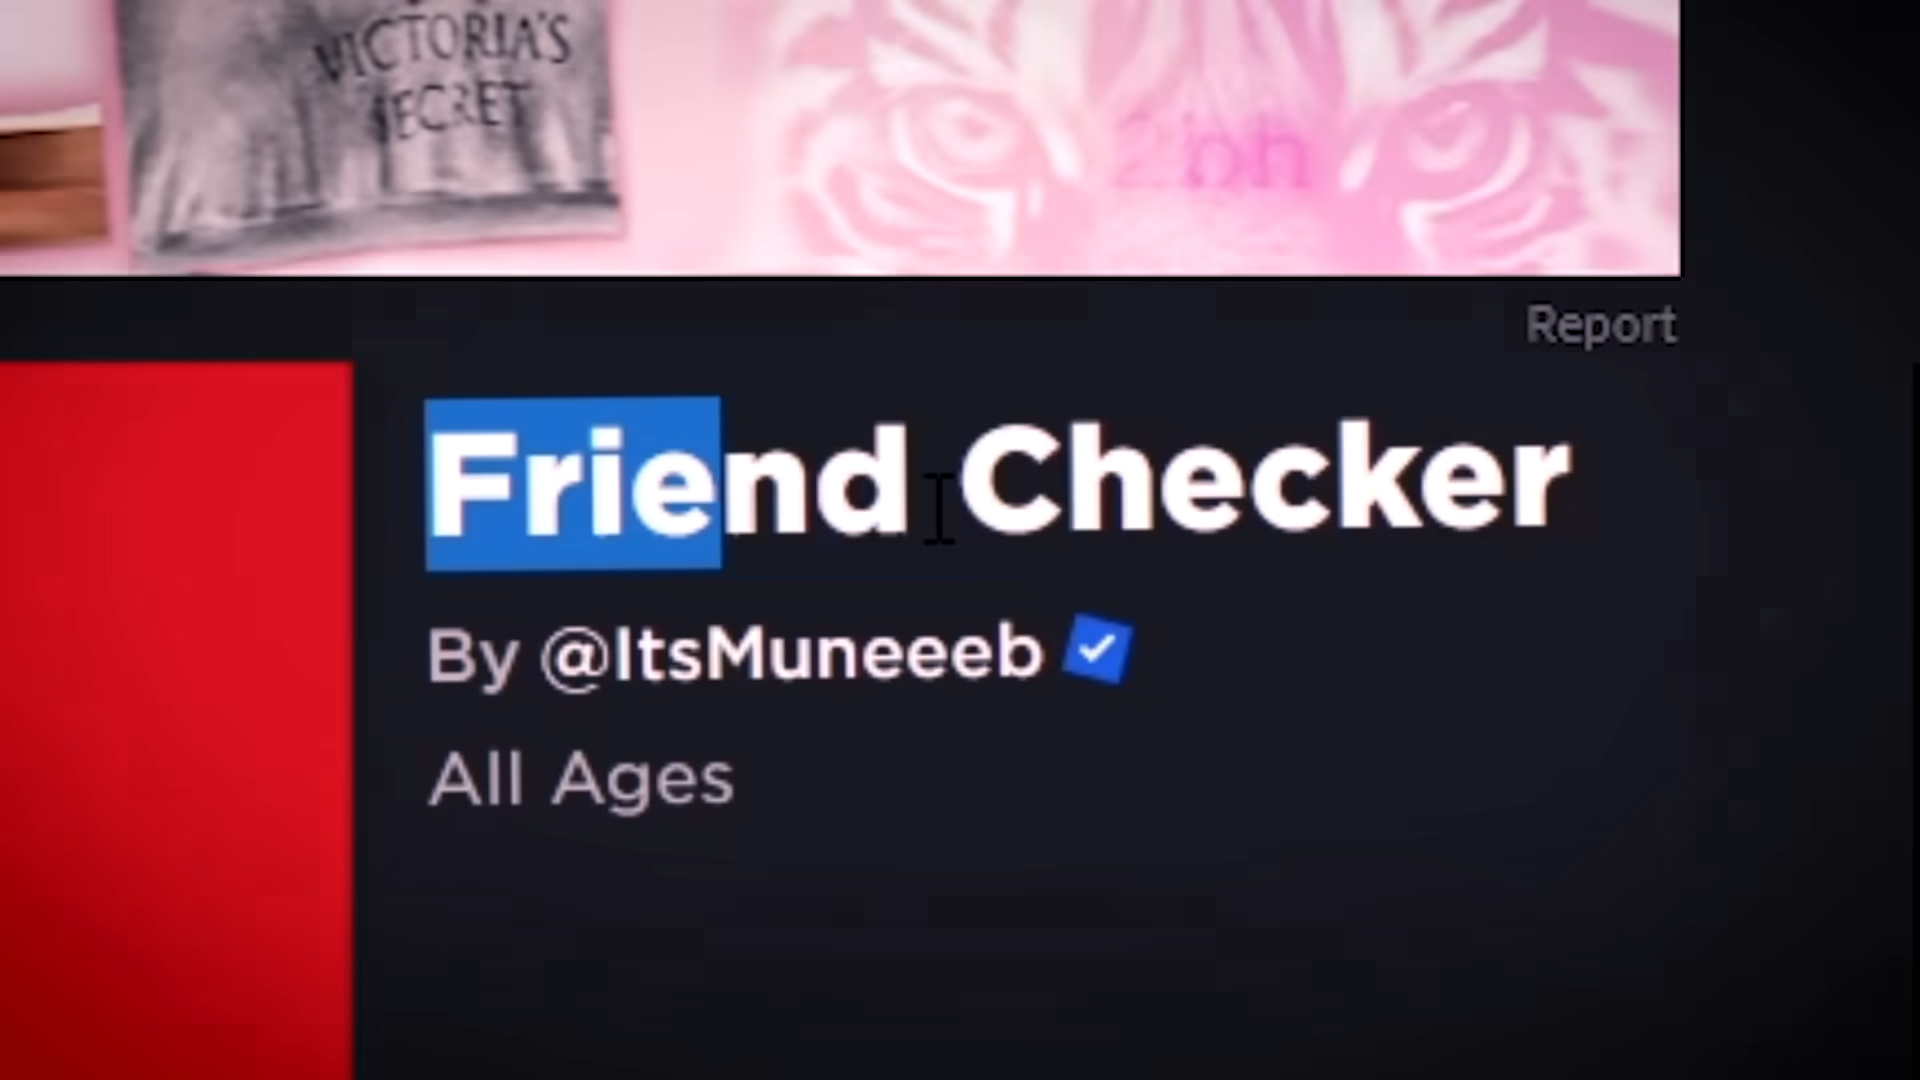 VICTORIA'S
SECRET
Report
Friend Checker
By @ItsMuneeeb
All Ages